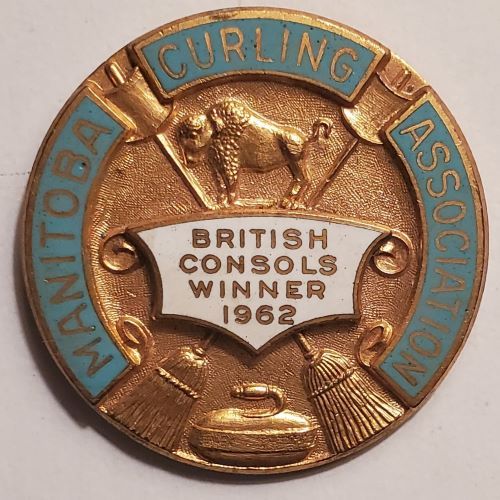 MANITOBA
CURLING
ASSOCIATION
BRITISH
CONSOLS
WINNER
1962